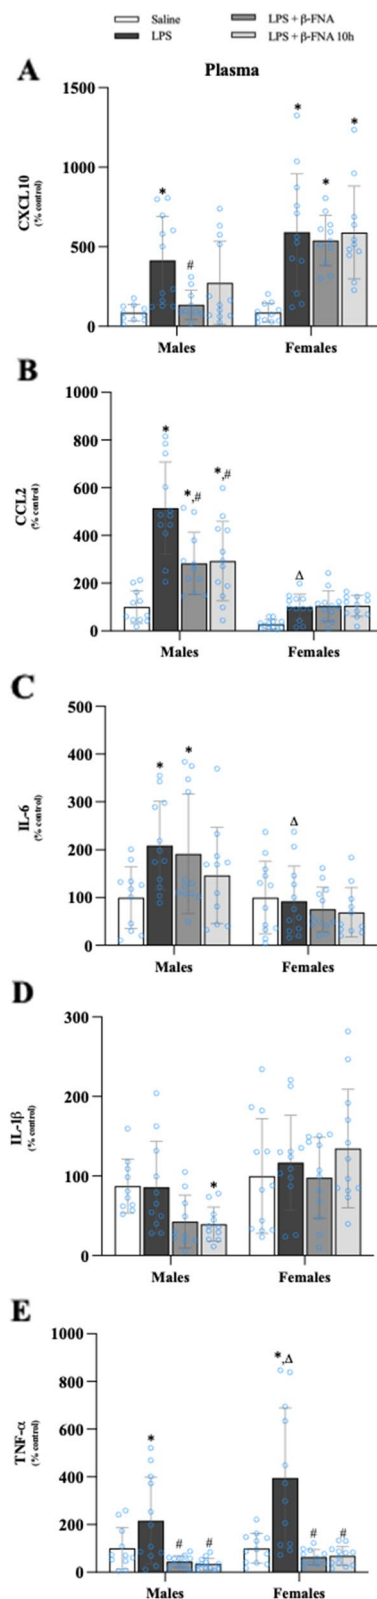 Saline
LPS
LPS + β-FNA
LPS + β-FNA 10h
A
Plasma
CXCL10
(% control)
1500
1000
500
0
*
#
*
*
*
Males
Females
B
CCL2
(% control)
1000
800
600
400
200
0
*
*,#
*,#
Δ
Males
Females
C
IL-6
(% control)
500
400
300
200
100
0
*
*
Δ
Males
Females
D
IL-1β
(% control)
300
200
100
0
*
Males
Females
E
TNF-α
(% control)
1000
800
600
400
200
0
*
#
#
*,Δ
#
#
Males
Females